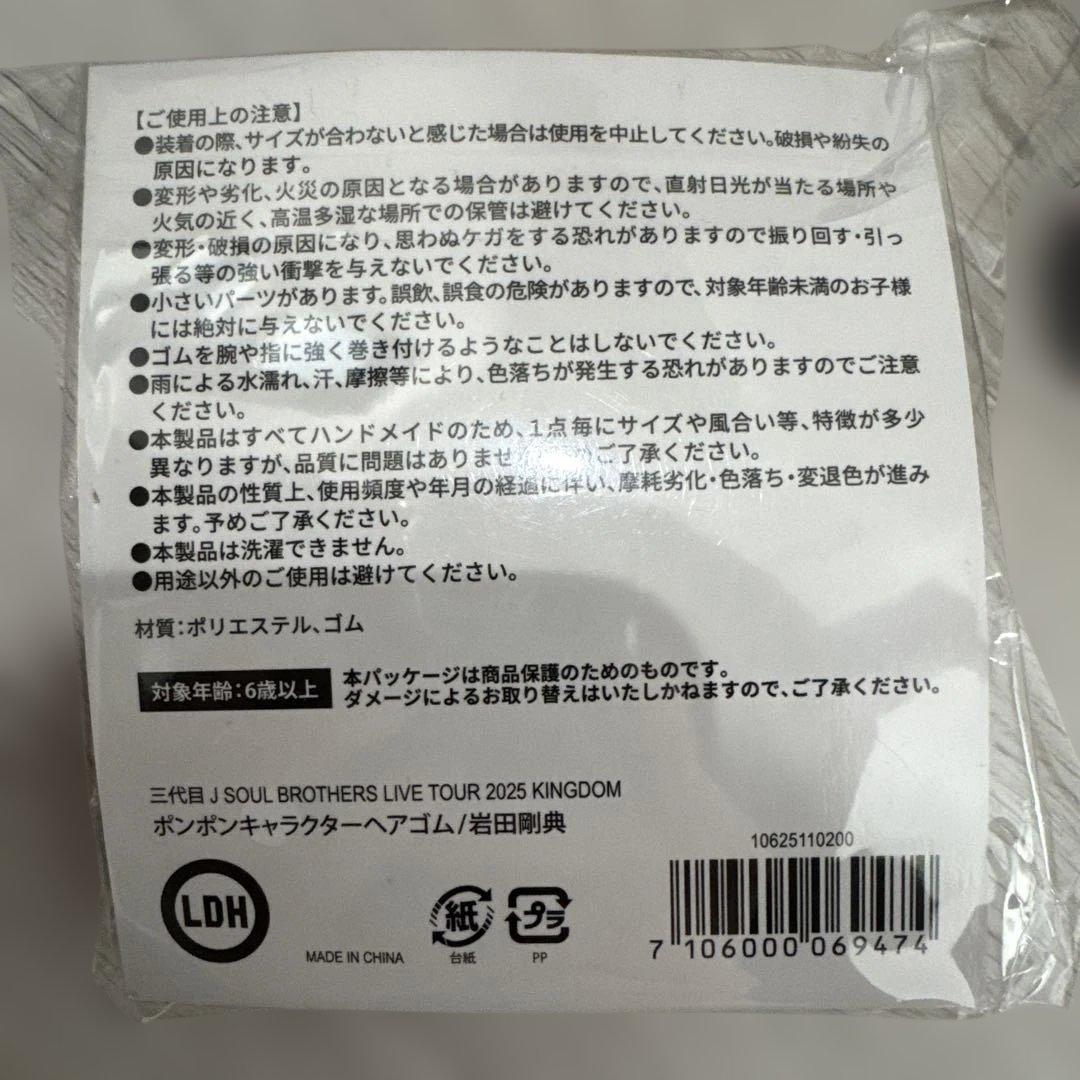 【ご使用上の注意】
●装着の際、サイズが合わないと感じた場合は使用を中止してください。破損や紛失の
原因になります。
●変形や劣化、火災の原因となる場合がありますので、直射日光が当たる場所や
火気の近く、高温多湿な場所での保管は避けてください。
●変形・破損の原因になり、思わぬケガをする恐れがありますので振り回す・引っ
張る等の強い衝撃を与えないでください。
●小さいパーツがあります。誤飲、誤食の危険がありますので、対象年齢未満のお子様
には絶対に与えないでください。
●ゴムを腕や指に強く巻き付けるようなことはしないでください。
●雨による水濡れ、汗、摩擦等により、色落ちが発生する恐れがありますのでご注意
ください。
●本製品はすべてハンドメイドのため、1点毎にサイズや風合い等、特徴が多少
異なりますが、品質に問題はありませ ご了承ください。
●本製品の性質上、使用頻度や年月の経過に伴い、摩耗劣化・色落ち・変退色が進み
ます。予めご了承ください。
●本製品は洗濯できません。
●用途以外のご使用は避けてください。
材質：ポリエステル、ゴム
対象年齢：6歳以上
本パッケージは商品保護のためのものです。
ダメージによるお取り替えはいたしかねますので、ご了承ください。
三代目 J SOUL BROTHERS LIVE TOUR 2025 KINGDOM
ポンポンキャラクターヘアゴム/岩田剛典
10625110200
LDH
MADE IN CHINA
紙
台紙
プラ
PP
7 106000 069474